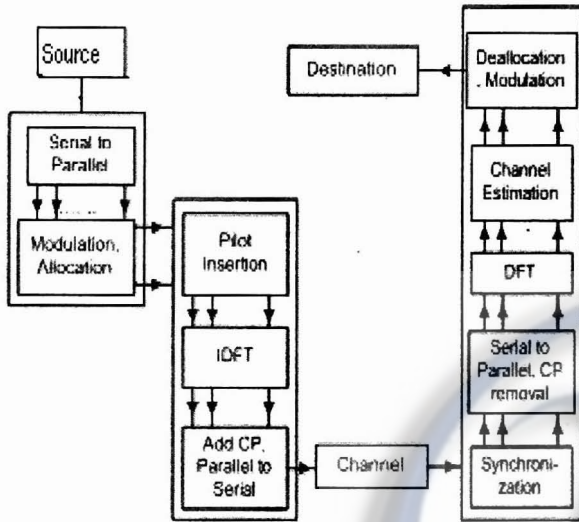 Source
Serial to
Parallel
Modulation,
Allocation
Pilot
Insertion
IDFT
Add CP,
Parallel to
Serial
Channel
Synchroni-
zation
Serial to
Parallel, CP
removal
DFT
Channel
Estimation
Deallocation
, Modulation
Destination